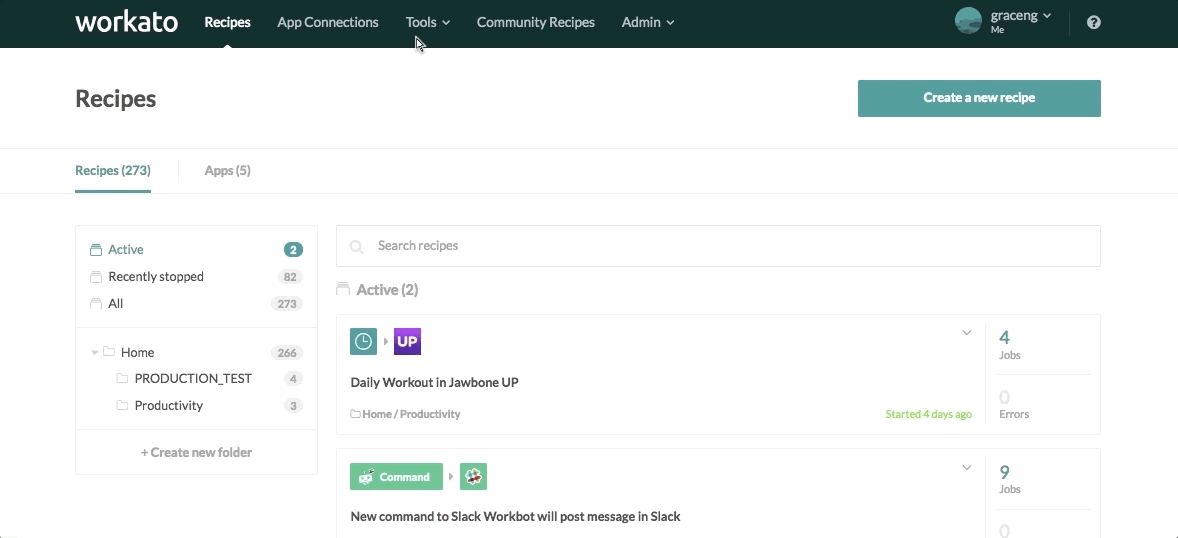 workato Recipes App Connections Tools Community Recipes Admin graceng
Me
Recipes
Create a new recipe
Recipes (273) Apps (5)
Active 2
Recently stopped 82
All 273
Home 266
PRODUCTION_TEST 4
Productivity 3
+ Create new folder
Search recipes
Active (2)
UP
4
Jobs
Daily Workout in Jawbone UP
0
Home / Productivity Started 4 days ago Errors
Command
9
Jobs
New command to Slack Workbot will post message in Slack
0